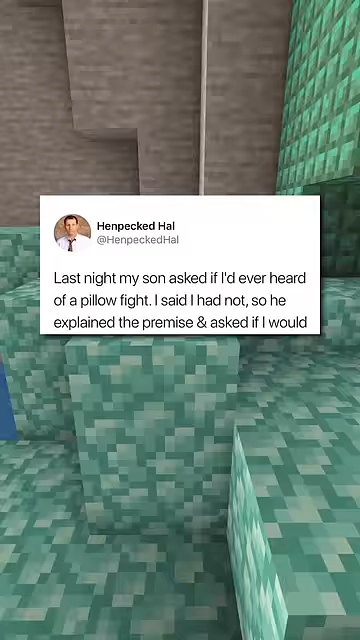 Henpecked Hal
@HenpeckedHal
Last night my son asked if I'd ever heard
of a pillow fight. I said I had not, so he
explained the premise & asked if I would